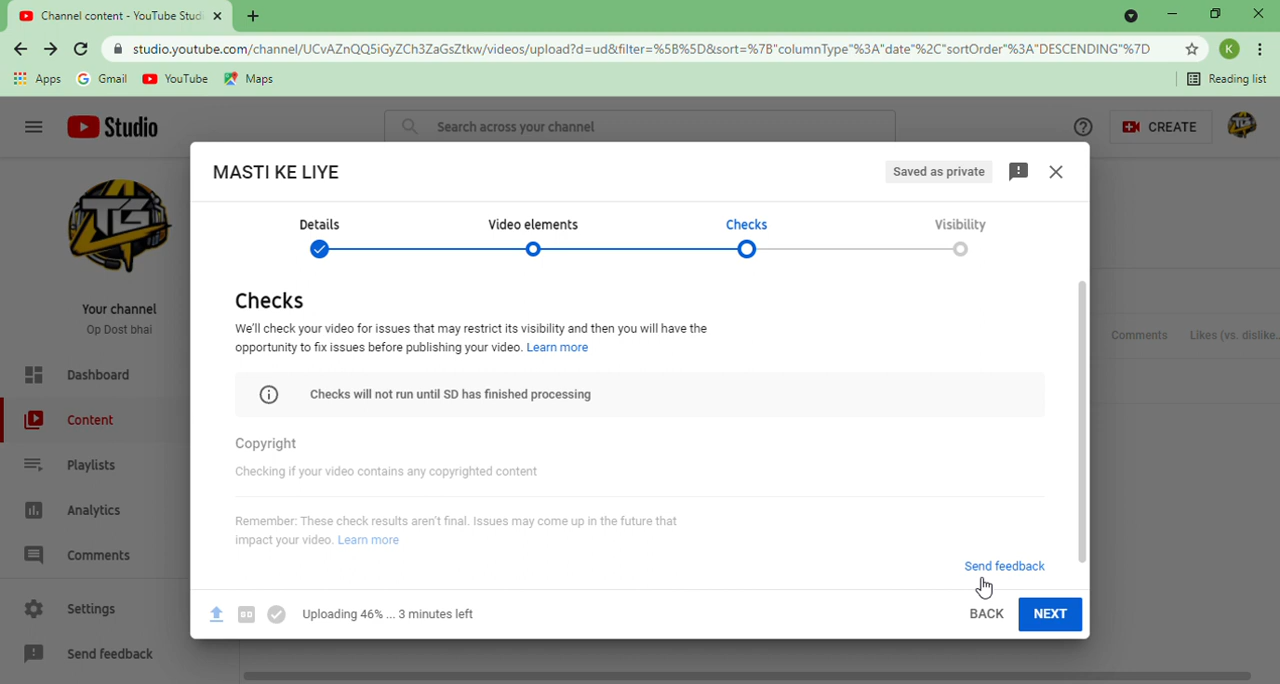 Channel content - YouTube Studi
studio.youtube.com/channel/UCvAZnQQ5iGyZCh3ZaGsZtkw/videos/upload?d=ud&filter=%5B%5D&sort=%7B"columnType"%3A"date"%2C"sortOrder"%3A"DESCENDING"%7D
K
Apps Gmail YouTube Maps Reading list
Studio Search across your channel CREATE
MASTI KE LIYE Saved as private
TG
Details Video elements Checks Visibility
Your channel
Op Dost bhai
Checks
We'll check your video for issues that may restrict its visibility and then you will have the
opportunity to fix issues before publishing your video. Learn more
Comments Likes (vs. dislike...
Dashboard
Checks will not run until SD has finished processing
Content
Copyright
Playlists
Checking if your video contains any copyrighted content
Analytics
Remember: These check results aren't final. Issues may come up in the future that
impact your video. Learn more
Comments
Send feedback
Settings
Uploading 46% ... 3 minutes left BACK NEXT
Send feedback